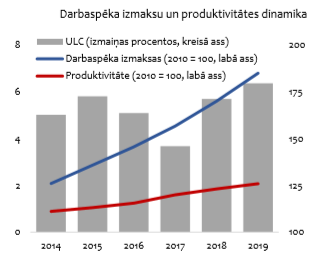 Darbaspēka izmaksu un produktivitātes dinamika
8
200
ULC (izmaiņas procentos, kreisā ass)
Darbaspēka izmaksas (2010 = 100, labā ass)
Produktivitāte (2010 = 100, labā ass)
6
175
4
150
2
125
0
100
2014 2015 2016 2017 2018 2019